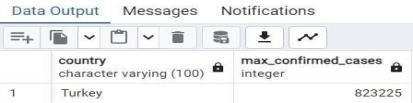 Data Output Messages Notifications
country max_confirmed_cases
character varying (100) integer
1 Turkey 823225